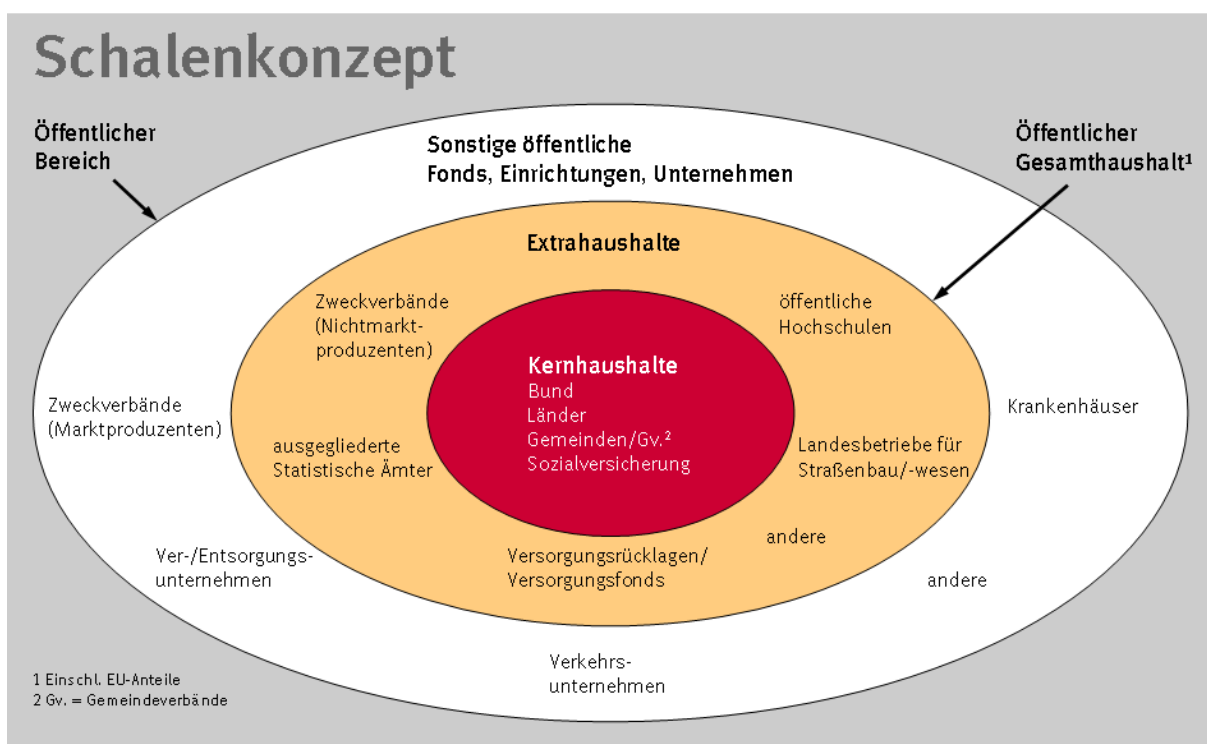 Schalenkonzept
Öffentlicher
Bereich
Öffentlicher
Gesamthaushalt¹
Sonstige öffentliche
Fonds, Einrichtungen, Unternehmen
Extrahaushalte
Zweckverbände
(Nichtmarkt-
produzenten)
öffentliche
Hochschulen
Kernhaushalte
Bund
Länder
Gemeinden/Gv.²
Sozialversicherung
Zweckverbände
(Marktproduzenten)
Krankenhäuser
ausgegliederte
Statistische Ämter
Landesbetriebe für
Straßenbau/-wesen
andere
Ver-/Entsorgungs-
unternehmen
Versorgungsrücklagen/
Versorgungsfonds
andere
Verkehrs-
unternehmen
1 Einschl. EU-Anteile
2 Gv. = Gemeindeverbände